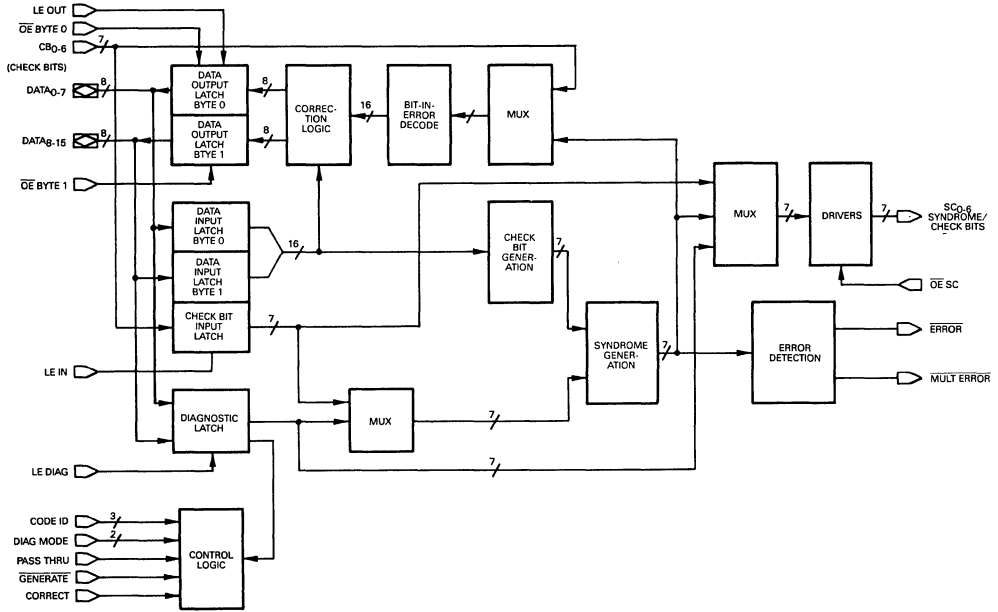 LE OUT
OE BYTE 0
CB0-6
7
(CHECK BITS)
DATA0-7
8
DATA8-15
8
OE BYTE 1
DATA
OUTPUT
LATCH
BYTE 0
DATA
OUTPUT
LATCH
BTYE 1
8
8
CORREC-
TION
LOGIC
16
BIT-IN-
ERROR
DECODE
MUX
DATA
INPUT
LATCH
BYTE 0
DATA
INPUT
LATCH
BYTE 1
CHECK BIT
INPUT
LATCH
16
7
CHECK
BIT
GENER-
ATION
7
MUX
7
DRIVERS
7
SC0-6
SYNDROME/
CHECK BITS
OE SC
SYNDROME
GENER-
ATION
7
ERROR
DETECTION
ERROR
MULT ERROR
LE IN
DIAGNOSTIC
LATCH
MUX
7
7
LE DIAG
CODE ID
3
DIAG MODE
2
PASS THRU
GENERATE
CORRECT
CONTROL
LOGIC